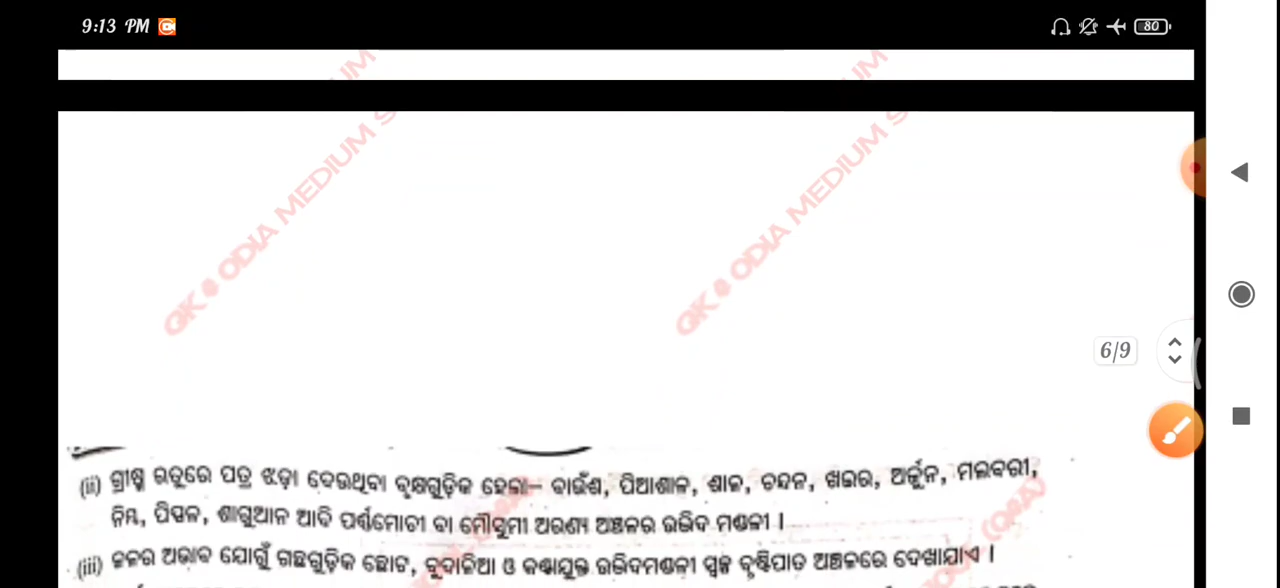 9:13 PM
80
GK ODIA MEDIUM S
GK ODIA MEDIUM S
6/9
(ii) ଗ୍ରୀଷ୍ମ ଋତୁରେ ପତ୍ର ଝଡ଼ା ଦେଉଥିବା ବୃକ୍ଷଗୁଡ଼ିକ ହେଲା– ବାଉଁଶ, ପିଆଶାଳ, ଶାଳ, ଚନ୍ଦନ, ଖଇର, ଅର୍ଜୁନ, ମଲବରୀ,
ନିମ୍ବ, ପିପ୍ପଳ, ଶାଗୁଆନ ଆଦି ପର୍ଣ୍ଣମୋଚୀ ବା ମୌସୁମୀ ଅରଣ୍ୟ ଅଞ୍ଚଳର ଉଦ୍ଭିଦ ମଣ୍ଡଳୀ ।
(iii) ଜଳର ଅଭାବ ଯୋଗୁଁ ଗଛଗୁଡ଼ିକ ଛୋଟ, ବୁଦାଳିଆ ଓ କଣ୍ଟାଯୁକ୍ତ ଉଦ୍ଭିଦମଣ୍ଡଳୀ ସ୍ୱଳ୍ପ ବୃଷ୍ଟିପାତ ଅଞ୍ଚଳରେ ଦେଖାଯାଏ ।